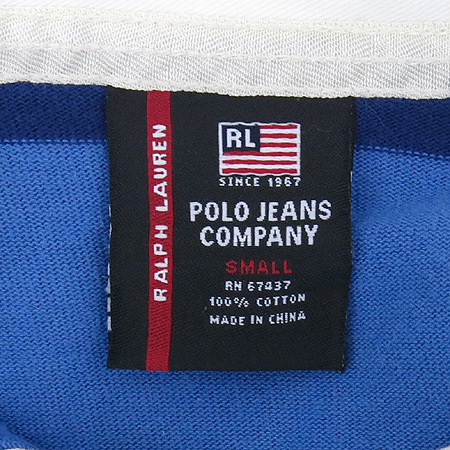 RALPH LAUREN
RL
SINCE 1967
POLO JEANS
COMPANY
SMALL
RN 67437
100% COTTON
MADE IN CHINA